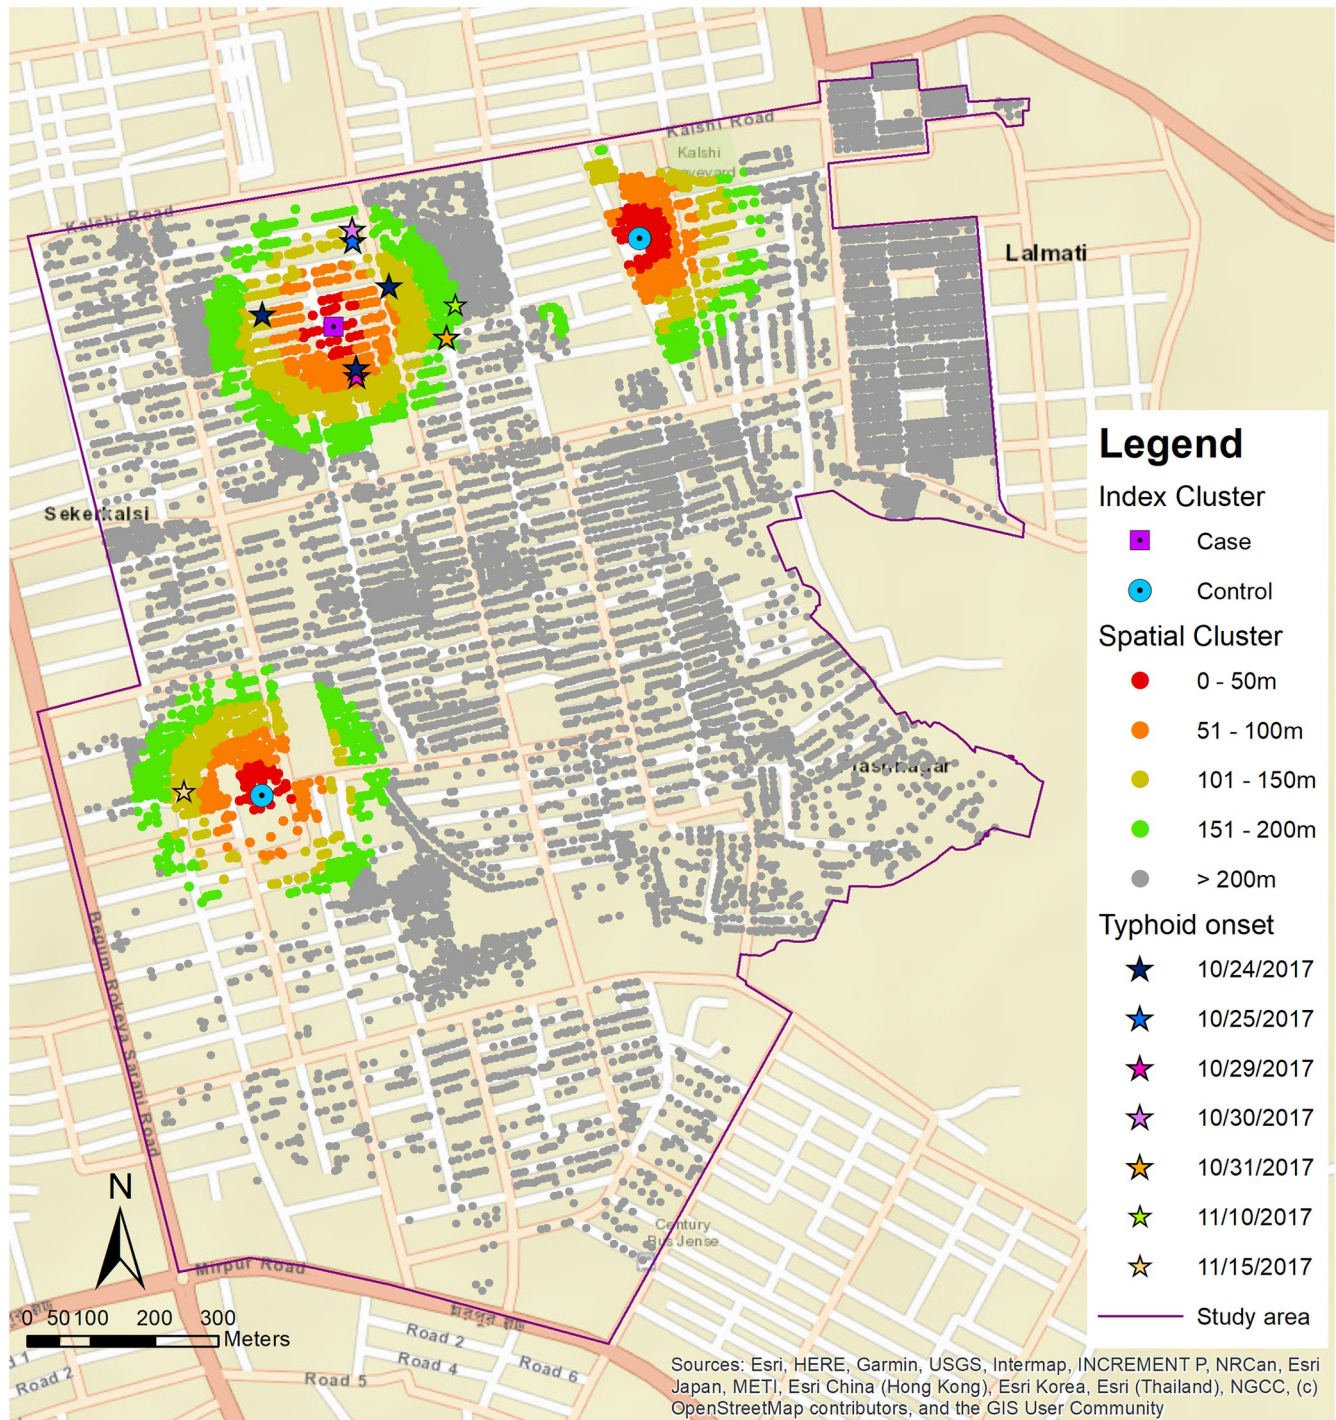 Kalshi Road
Kalshi
Kalshi Road
Lalmati
Sekerkalsi
Legend
Index Cluster
Case
Control
Spatial Cluster
0 - 50m
51 - 100m
101 - 150m
151 - 200m
> 200m
Typhoid onset
10/24/2017
10/25/2017
10/29/2017
10/30/2017
10/31/2017
11/10/2017
11/15/2017
Study area
Begum Rokeya Sarani Road
N
Century
Bus Jense
Mirpur Road
0 50 100 200 300
Meters
Road 2
Road 4
Road 6
Road 5
Road 2
Sources: Esri, HERE, Garmin, USGS, Intermap, INCREMENT P, NRCan, Esri
Japan, METI, Esri China (Hong Kong), Esri Korea, Esri (Thailand), NGCC, (c)
OpenStreetMap contributors, and the GIS User Community